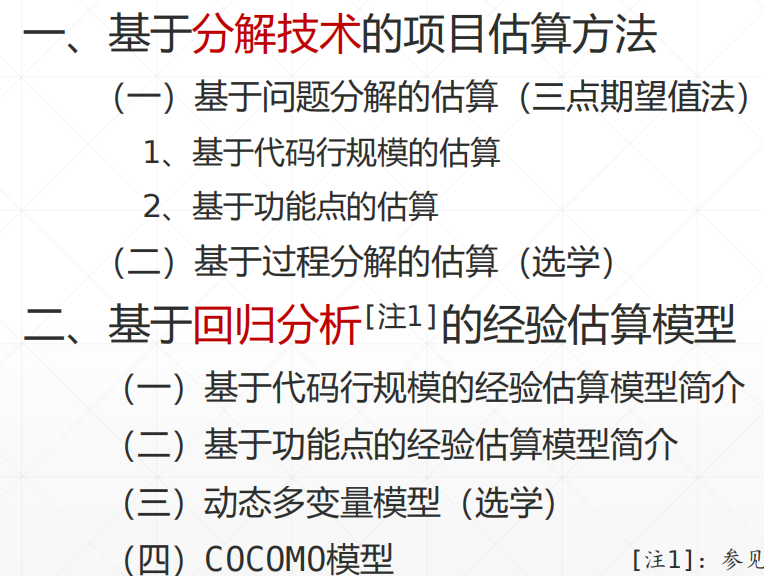 一、基于分解技术的项目估算方法
（一）基于问题分解的估算（三点期望值法）
1、基于代码行规模的估算
2、基于功能点的估算
（二）基于过程分解的估算（选学）
二、基于回归分析[注1]的经验估算模型
（一）基于代码行规模的经验估算模型简介
（二）基于功能点的经验估算模型简介
（三）动态多变量模型（选学）
（四）COCOMO模型
[注1]：参见